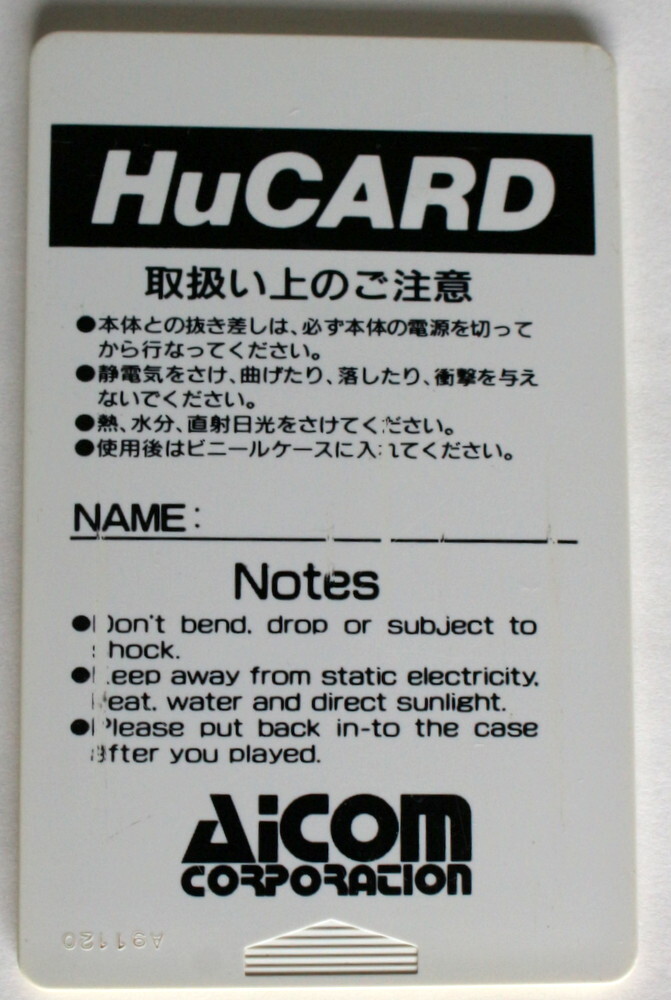 HuCARD
取扱い上のご注意
●本体との抜き差しは、必ず本体の電源を切って
から行なってください。
●静電気をさけ、曲げたり、落したり、衝撃を与え
ないでください。
●熱、水分、直射日光をさけてください。
●使用後はビニールケースに入れてください。
NAME:
Notes
●Don't bend, drop or subject to
shock.
●Keep away from static electricity,
heat, water and direct sunlight.
●Please put back in-to the case
after you played.
AiCOM
CORPORATION
A91120